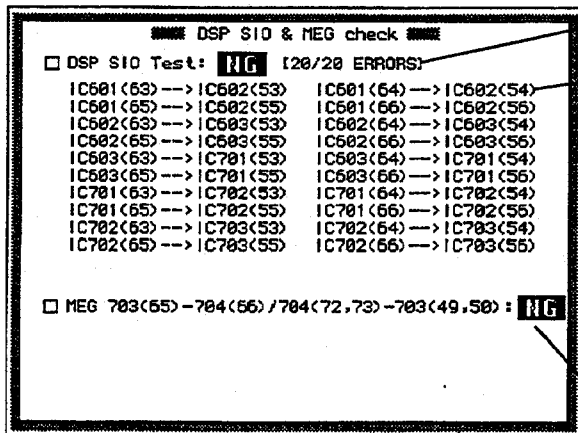 DSP SIO & MEG check
DSP SIO Test: NG [20/20 ERRORS]
IC601(63)-->IC602(53) IC601(64)-->IC602(54)
IC601(65)-->IC602(55) IC601(66)-->IC602(56)
IC602(63)-->IC603(53) IC602(64)-->IC603(54)
IC602(65)-->IC603(55) IC602(66)-->IC603(56)
IC603(63)-->IC701(53) IC603(64)-->IC701(54)
IC603(65)-->IC701(55) IC603(66)-->IC701(56)
IC701(63)-->IC702(53) IC701(64)-->IC702(54)
IC701(65)-->IC702(55) IC701(66)-->IC702(56)
IC702(63)-->IC703(53) IC702(64)-->IC703(54)
IC702(65)-->IC703(55) IC702(66)-->IC703(56)
MEG 703(65)-704(66)/704(72,73)-703(49,50): NG